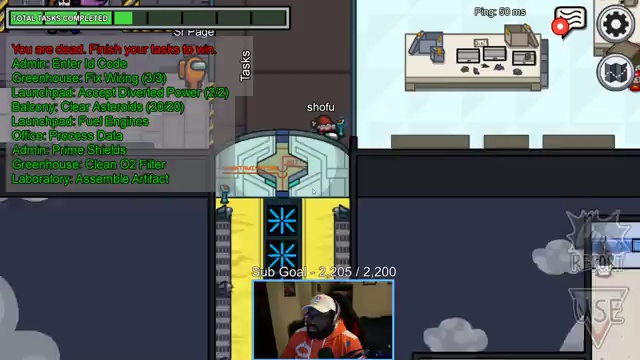 TOTAL TASKS COMPLETED
Ping: 50 ms
Sr Page
You are dead. Finish your tasks to win.
Admin: Enter Id Code
Greenhouse: Fix Wiring (3/3)
Launchpad: Accept Diverted Power (2/2)
Balcony: Clear Asteroids (20/20)
Launchpad: Fuel Engines
Office: Process Data
Admin: Prime Shields
Greenhouse: Clean O2 Filter
Laboratory: Assemble Artifact
Tasks
shofu
Sub Goal - 2,205 / 2,200
REPORT
USE